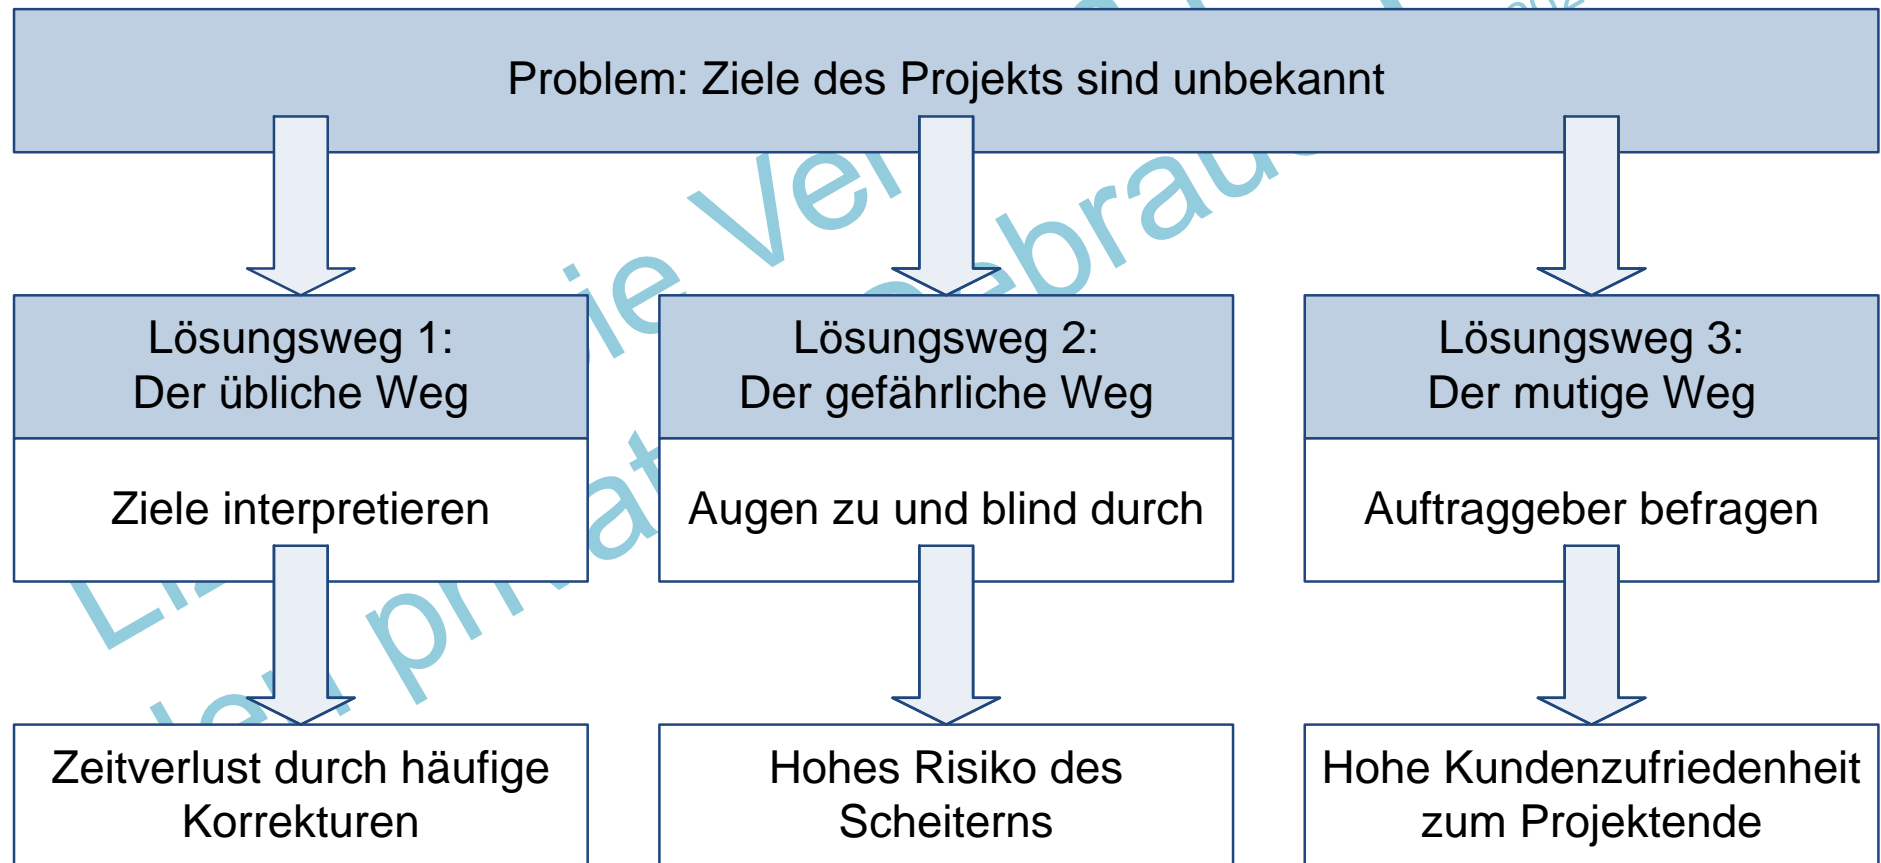 Problem: Ziele des Projekts sind unbekannt
Lösungsweg 1:
Der übliche Weg
Ziele interpretieren
Zeitverlust durch häufige
Korrekturen
Lösungsweg 2:
Der gefährliche Weg
Augen zu und blind durch
Hohes Risiko des
Scheiterns
Lösungsweg 3:
Der mutige Weg
Auftraggeber befragen
Hohe Kundenzufriedenheit
zum Projektende